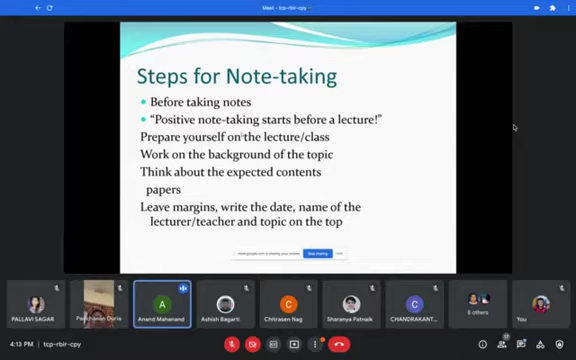 Meet - tcp-rbir-cpy
Steps for Note-taking
Before taking notes
"Positive note-taking starts before a lecture!"
Prepare yourself on the lecture/class
Work on the background of the topic
Think about the expected contents
papers
Leave margins, write the date, name of the
lecturer/teacher and topic on the top
Stop sharing
PALLAVI SAGAR
Anand Mahanand
Ashish Bagarti
Chitrasen Nag
Sharanya Patnaik
CHANDRAKANT...
8 others
You
A
C
C
4:13 PM
tcp-rbir-cpy